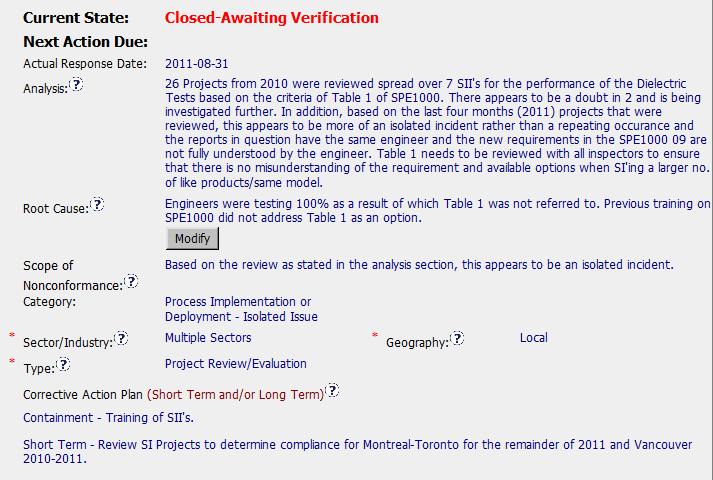 Current State: Closed-Awaiting Verification
Next Action Due:
Actual Response Date: 2011-08-31
Analysis:? 26 Projects from 2010 were reviewed spread over 7 SII's for the performance of the Dielectric
Tests based on the criteria of Table 1 of SPE1000. There appears to be a doubt in 2 and is being
investigated further. In addition, based on the last four months (2011) projects that were
reviewed, this appears to be more of an isolated incident rather than a repeating occurance and
the reports in question have the same engineer and the new requirements in the SPE1000 09 are
not fully understood by the engineer. Table 1 needs to be reviewed with all inspectors to ensure
that there is no misunderstanding of the requirement and available options when SI'ing a larger no.
of like products/same model.
Root Cause:? Engineers were testing 100% as a result of which Table 1 was not referred to. Previous training on
SPE1000 did not address Table 1 as an option.
Modify
Scope of Based on the review as stated in the analysis section, this appears to be an isolated incident.
Nonconformance:?
Category: Process Implementation or
Deployment - Isolated Issue
* Sector/Industry:? Multiple Sectors * Geography:? Local
* Type:? Project Review/Evaluation
Corrective Action Plan (Short Term and/or Long Term)?
Containment - Training of SII's.
Short Term - Review SI Projects to determine compliance for Montreal-Toronto for the remainder of 2011 and Vancouver
2010-2011.